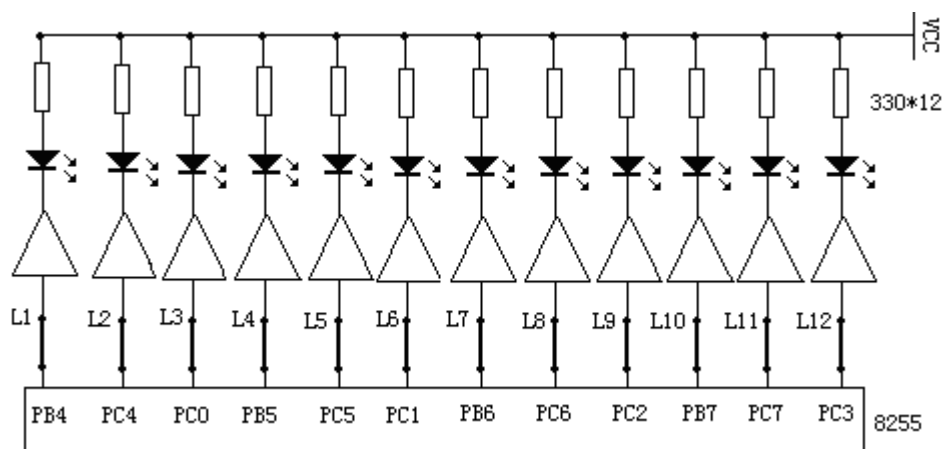 VCC
330*12
L1 L2 L3 L4 L5 L6 L7 L8 L9 L10 L11 L12
PB4 PC4 PC0 PB5 PC5 PC1 PB6 PC6 PC2 PB7 PC7 PC3
8255